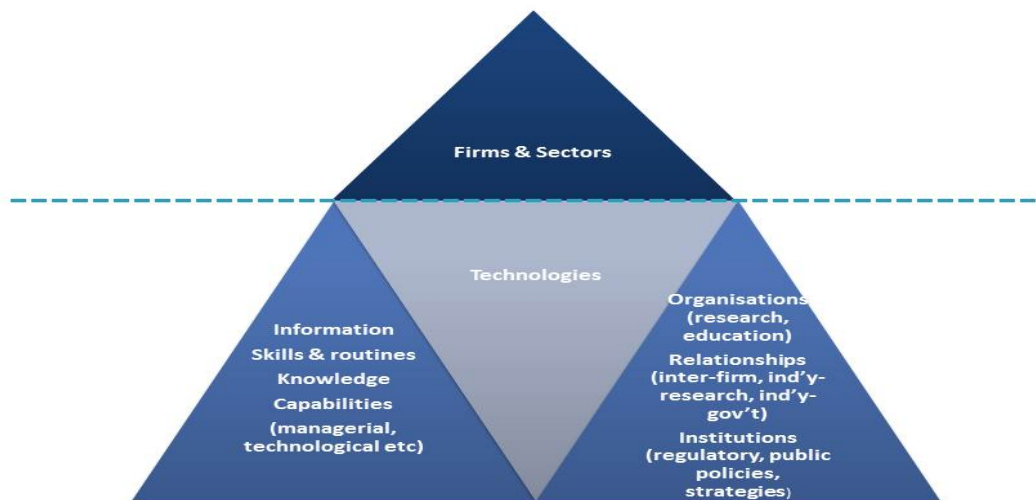 Firms & Sectors
Technologies
Information
Skills & routines
Knowledge
Capabilities
(managerial,
technological etc)
Organisations
(research,
education)
Relationships
(inter-firm, ind'y-
research, ind'y-
gov't)
Institutions
(regulatory, public
policies,
strategies)